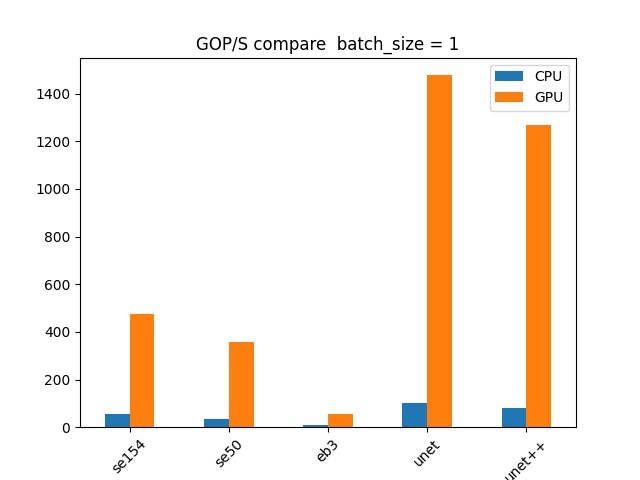 GOP/S compare  batch_size = 1
CPU
GPU
1400
1200
1000
800
600
400
200
0
se154
se50
eb3
unet
unet++